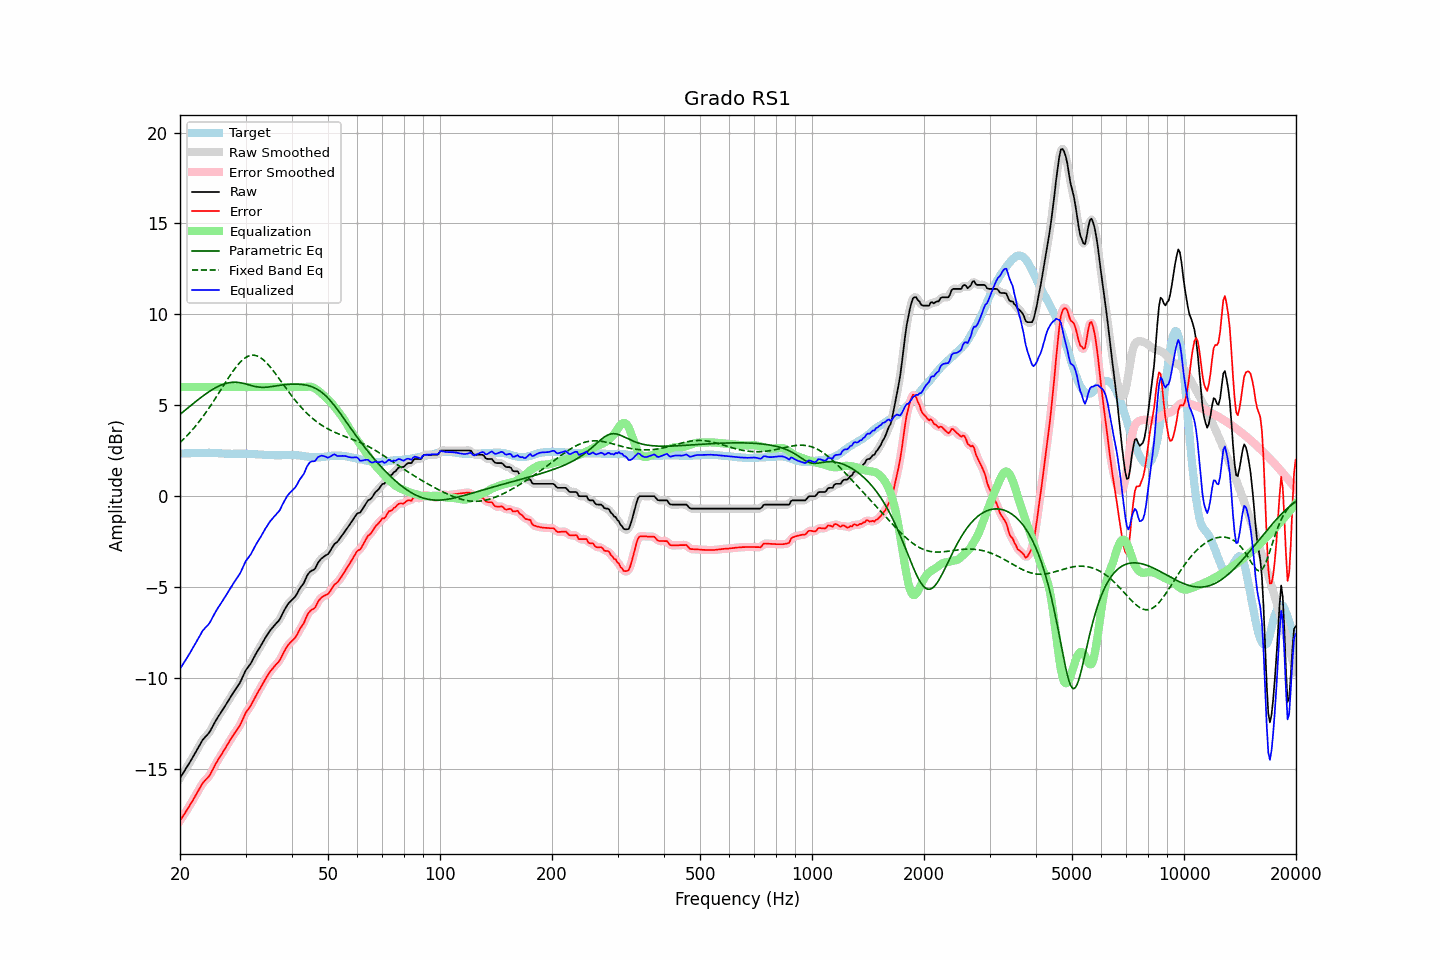 Grado RS1
Target
Raw Smoothed
Error Smoothed
Raw
Error
Equalization
Parametric Eq
Fixed Band Eq
Equalized
20
15
10
5
0
−5
−10
−15
Amplitude (dBr)
20 50 100 200 500 1000 2000 5000 10000 20000
Frequency (Hz)